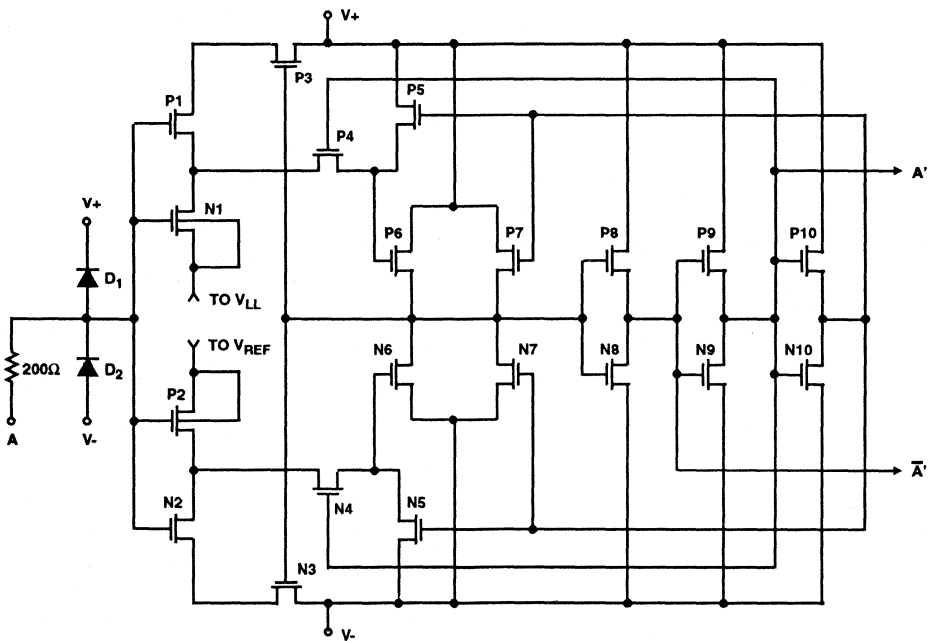 V+
P3
P1
P5
P4
A'
V+
N1
P6
P7
P8
P9
P10
D1
TO VLL
TO VREF
200Ω
D2
N6
N7
N8
N9
N10
P2
A
V-
A̅'
N2
N4
N5
N3
V-